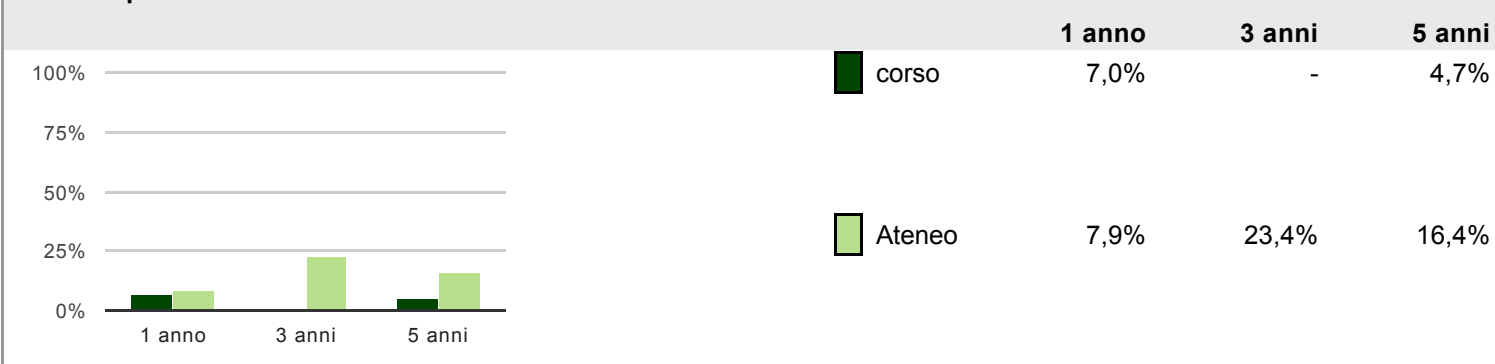 1 anno 3 anni 5 anni
100%
75%
50%
25%
0%
1 anno 3 anni 5 anni
corso 7,0% - 4,7%
Ateneo 7,9% 23,4% 16,4%